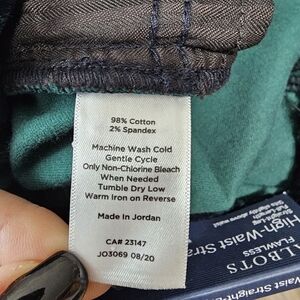 98% Cotton
2% Spandex
Machine Wash Cold
Gentle Cycle
Only Non-Chlorine Bleach
When Needed
Tumble Dry Low
Warm Iron on Reverse
Made In Jordan
CA# 23147
JO3069 08/20
LBOTS
FLAWLESS
High-Waist Stra